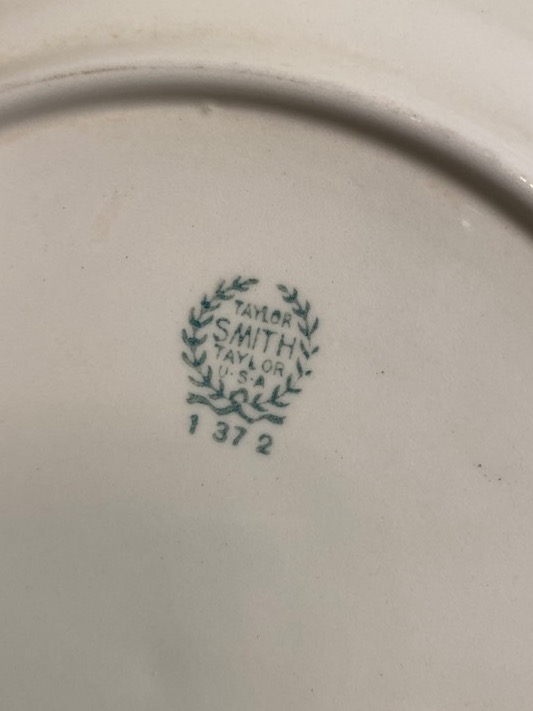 TAYLOR
SMITH
TAYLOR
U·S·A
1 37 2